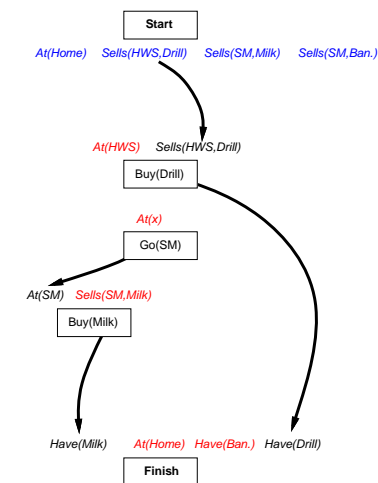 Start
At(Home) Sells(HWS,Drill) Sells(SM,Milk) Sells(SM,Ban.)
At(HWS) Sells(HWS,Drill)
Buy(Drill)
At(x)
Go(SM)
At(SM) Sells(SM,Milk)
Buy(Milk)
Have(Milk) At(Home) Have(Ban.) Have(Drill)
Finish